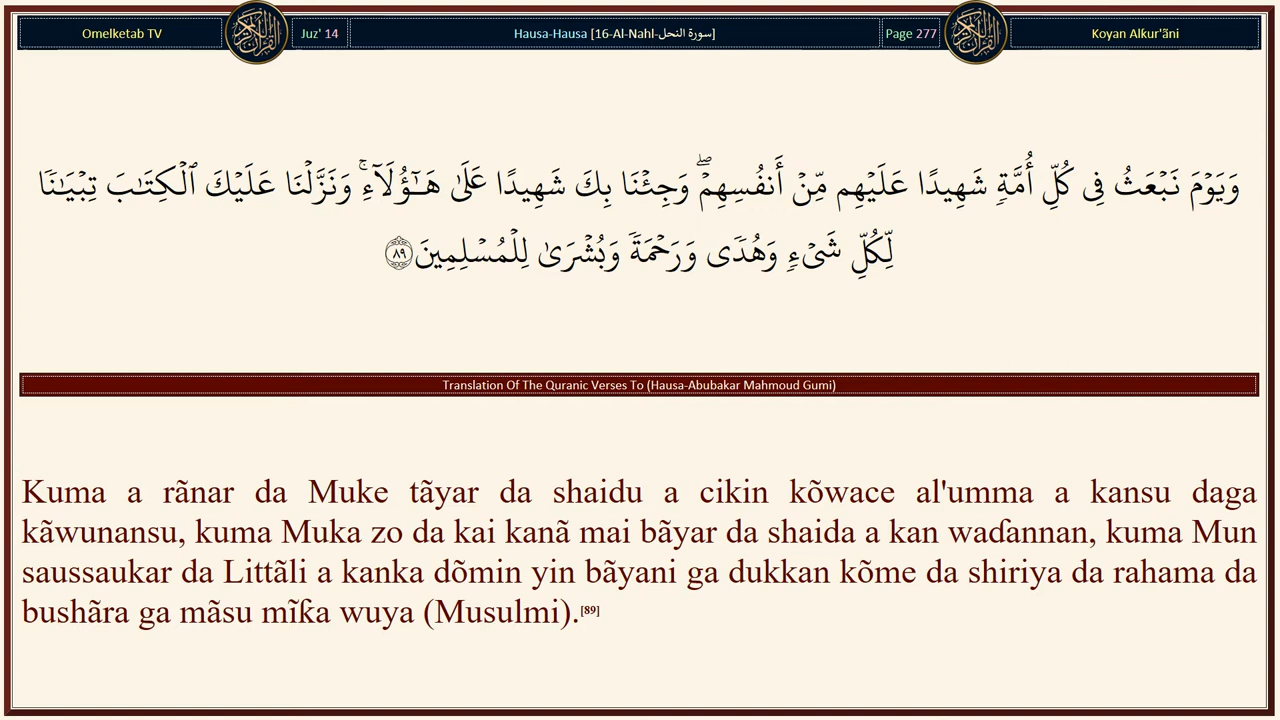 Omelketab TV
Juz' 14
Hausa-Hausa [16-Al-Nahl-سورة النحل]
Page 277
Koyan Alƙur'ãni
وَيَوۡمَ نَبۡعَثُ فِي كُلِّ أُمَّةٖ شَهِيدًا عَلَيۡهِم مِّنۡ أَنفُسِهِمۡۖ وَجِئۡنَا بِكَ شَهِيدًا عَلَىٰ هَـٰٓؤُلَآءِۚ وَنَزَّلۡنَا عَلَيۡكَ ٱلۡكِتَٰبَ تِبۡيَٰنٗا
لِّكُلِّ شَيۡءٖ وَهُدٗى وَرَحۡمَةٗ وَبُشۡرَىٰ لِلۡمُسۡلِمِينَ ٨٩
Translation Of The Quranic Verses To (Hausa-Abubakar Mahmoud Gumi)
Kuma a rãnar da Muke tãyar da shaidu a cikin kõwace al'umma a kansu daga
kãwunansu, kuma Muka zo da kai kanã mai bãyar da shaida a kan waɗannan, kuma Mun
saussaukar da Littãli a kanka dõmin yin bãyani ga dukkan kõme da shiriya da rahama da
bushãra ga mãsu mĩƙa wuya (Musulmi).[89]